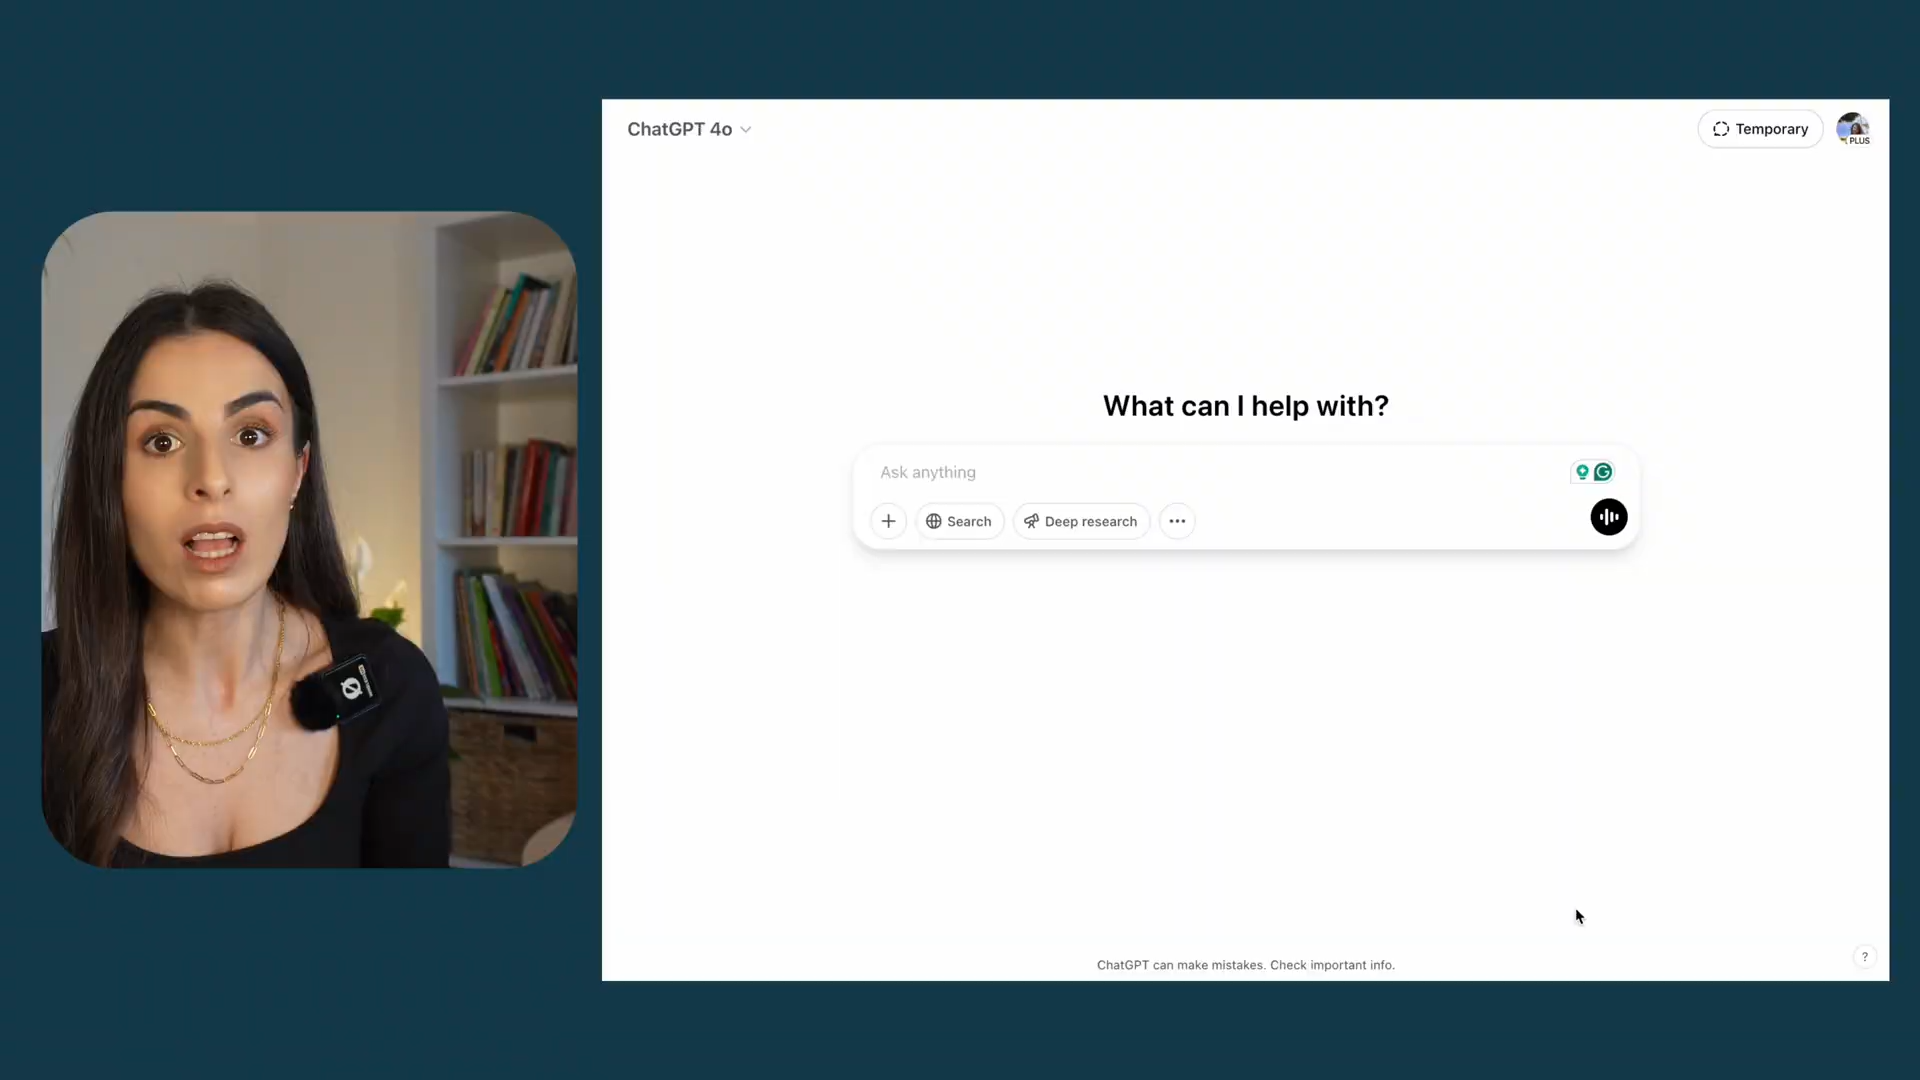 ChatGPT 4o
Temporary
PLUS
What can I help with?
Ask anything
Search
Deep research
ChatGPT can make mistakes. Check important info.
?